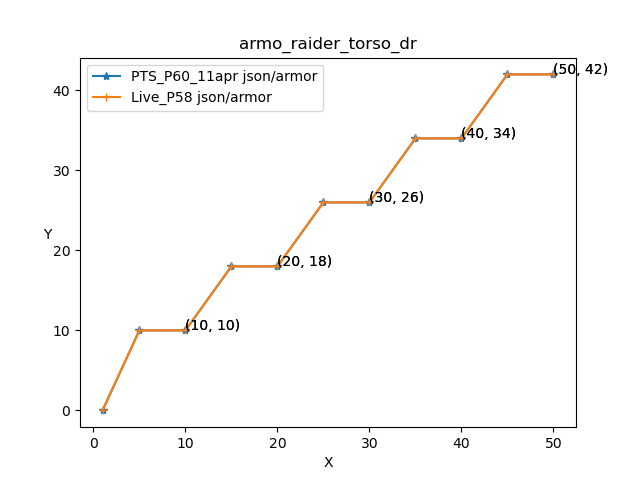 armo_raider_torso_dr
PTS_P60_11apr json/armor
Live_P58 json/armor
(50, 42)
(40, 34)
(30, 26)
(20, 18)
(10, 10)
Y
40
30
20
10
0
0 10 20 30 40 50
X